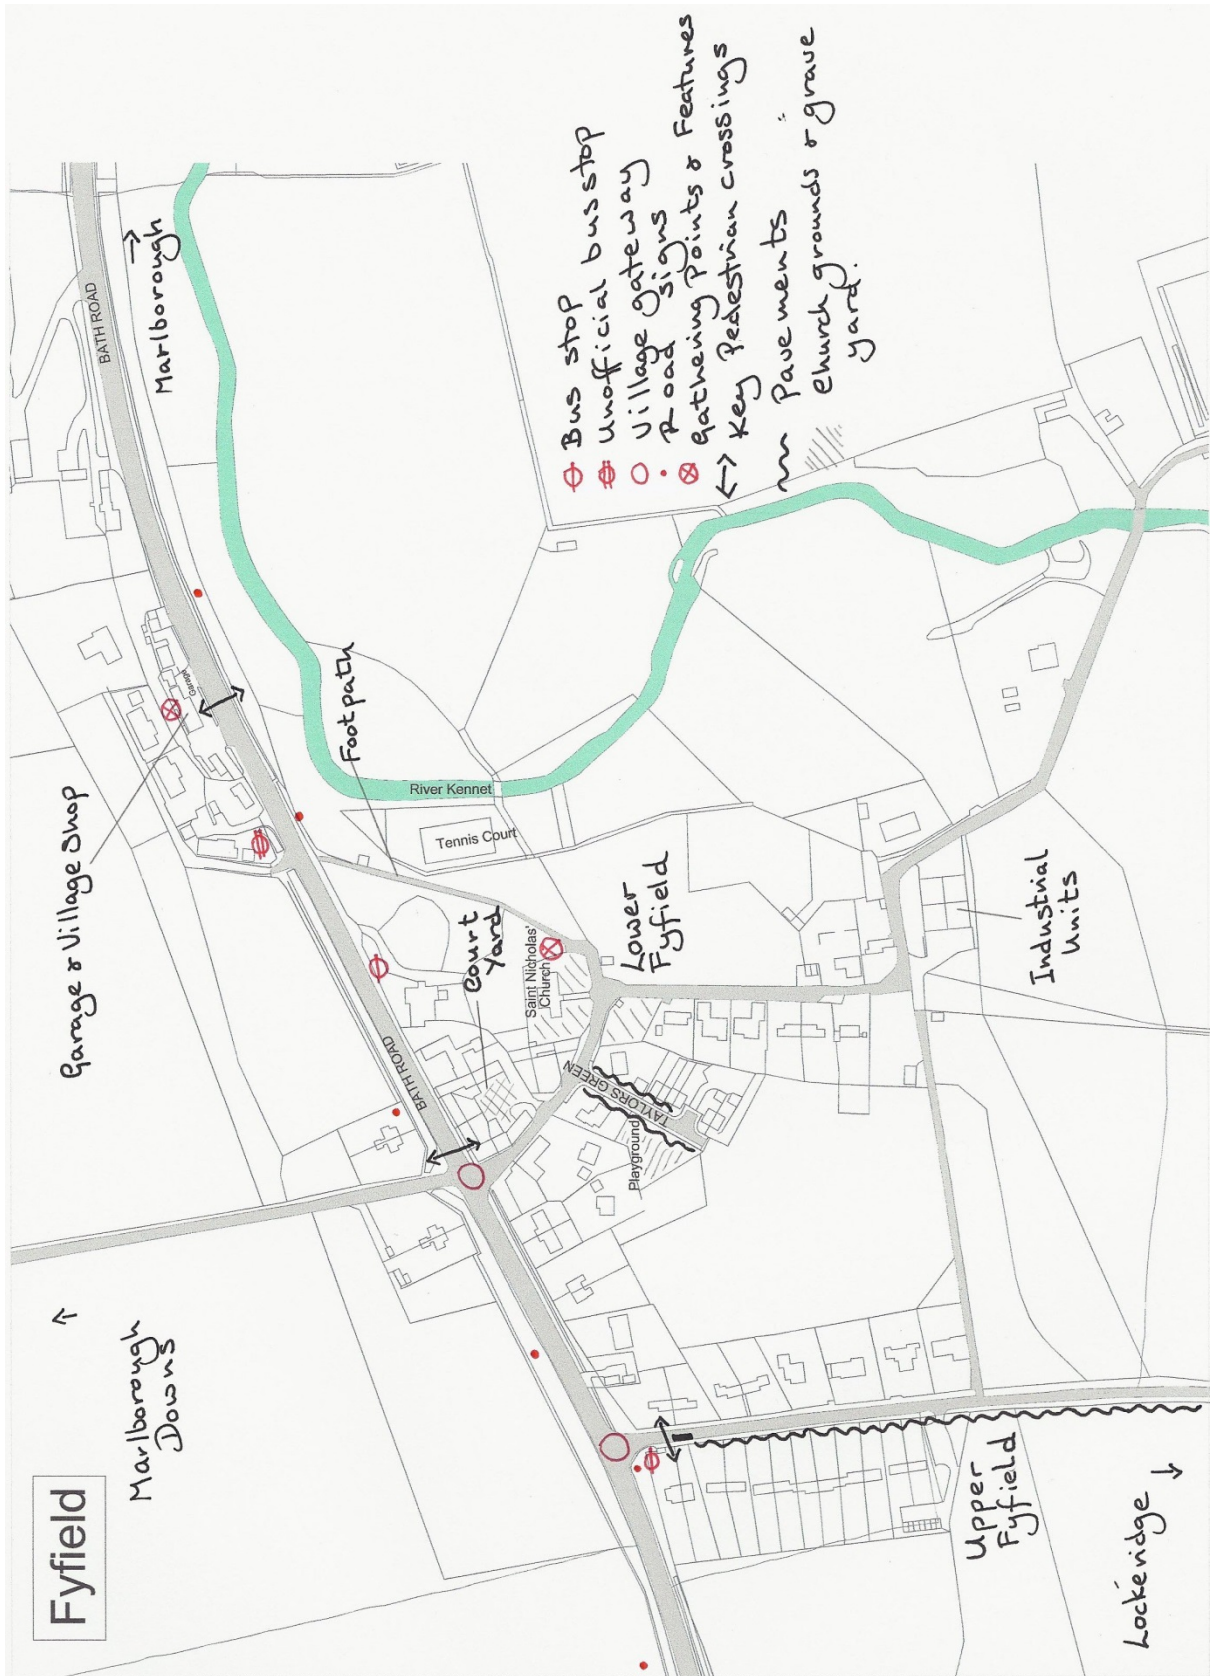 Fyfield
Marlborough
Downs
Garage & Village Shop
Garage
BATH ROAD
Marlborough
BATH ROAD
Footpath
River Kennet
Tennis Court
Court
Yard
Saint Nicholas'
Church
Lower
Fyfield
TAYLORS GREEN
Playground
Industrial
Units
Upper
Fyfield
Lockeridge
Bus stop
Unofficial bus stop
Village gateway
Road signs
Gathering Points & Features
Key Pedestrian crossings
Pavements
church grounds & grave
yard.